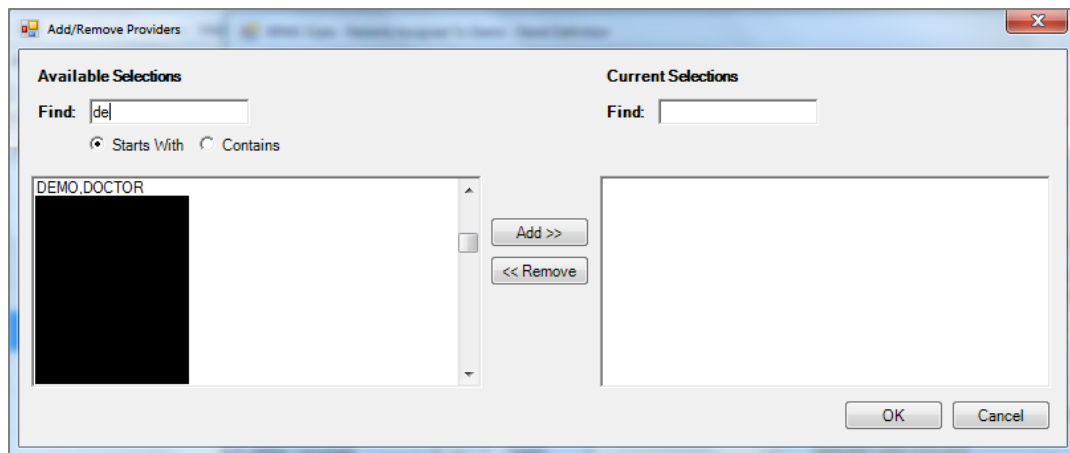 Add/Remove Providers
Available Selections
Find: de
Starts With Contains
DEMO,DOCTOR
Add >>
<< Remove
Current Selections
Find:
OK Cancel